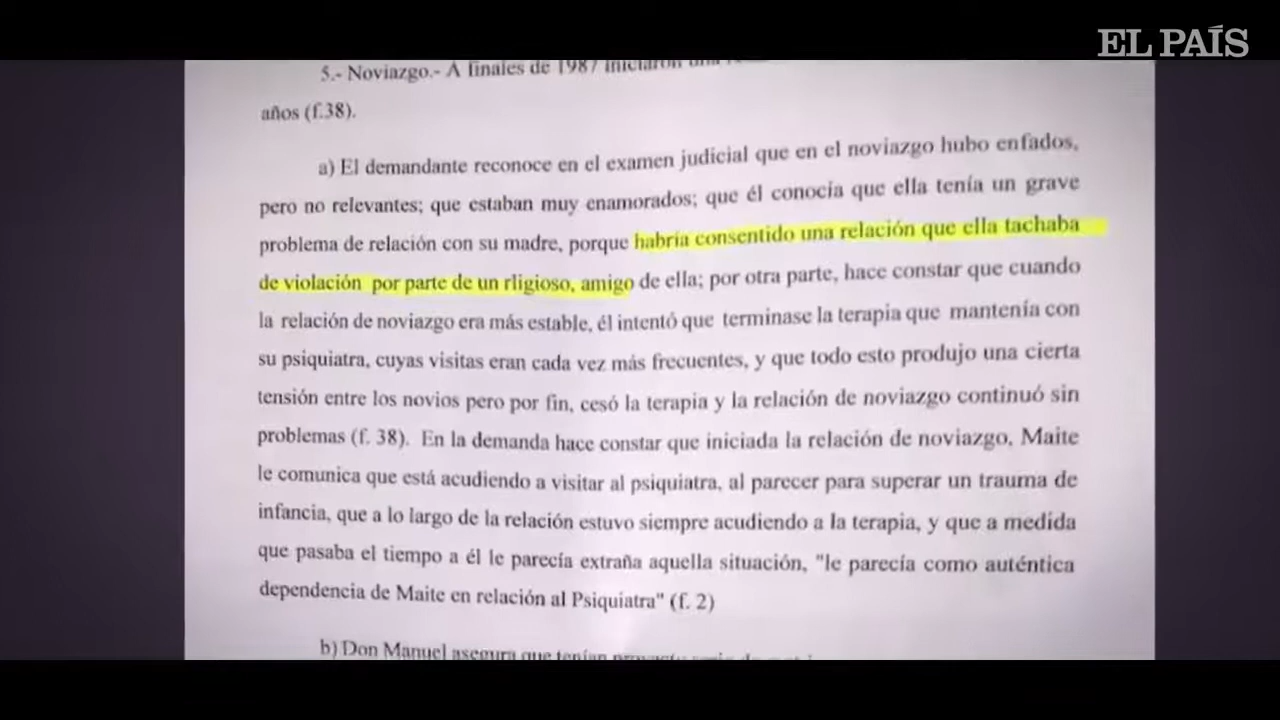 EL PAÍS
5.- Noviazgo.- A finales de 1987 iniciaron una
años (f.38).
a) El demandante reconoce en el examen judicial que en el noviazgo hubo enfados,
pero no relevantes; que estaban muy enamorados; que él conocía que ella tenía un grave
problema de relación con su madre, porque habría consentido una relación que ella tachaba
de violación por parte de un rligioso, amigo de ella; por otra parte, hace constar que cuando
la relación de noviazgo era más estable, él intentó que terminase la terapia que mantenía con
su psiquiatra, cuyas visitas eran cada vez más frecuentes, y que todo esto produjo una cierta
tensión entre los novios pero por fin, cesó la terapia y la relación de noviazgo continuó sin
problemas (f. 38). En la demanda hace constar que iniciada la relación de noviazgo, Maite
le comunica que está acudiendo a visitar al psiquiatra, al parecer para superar un trauma de
infancia, que a lo largo de la relación estuvo siempre acudiendo a la terapia, y que a medida
que pasaba el tiempo a él le parecía extraña aquella situación, "le parecía como auténtica
dependencia de Maite en relación al Psiquiatra" (f. 2)
b) Don Manuel asegura que tenían